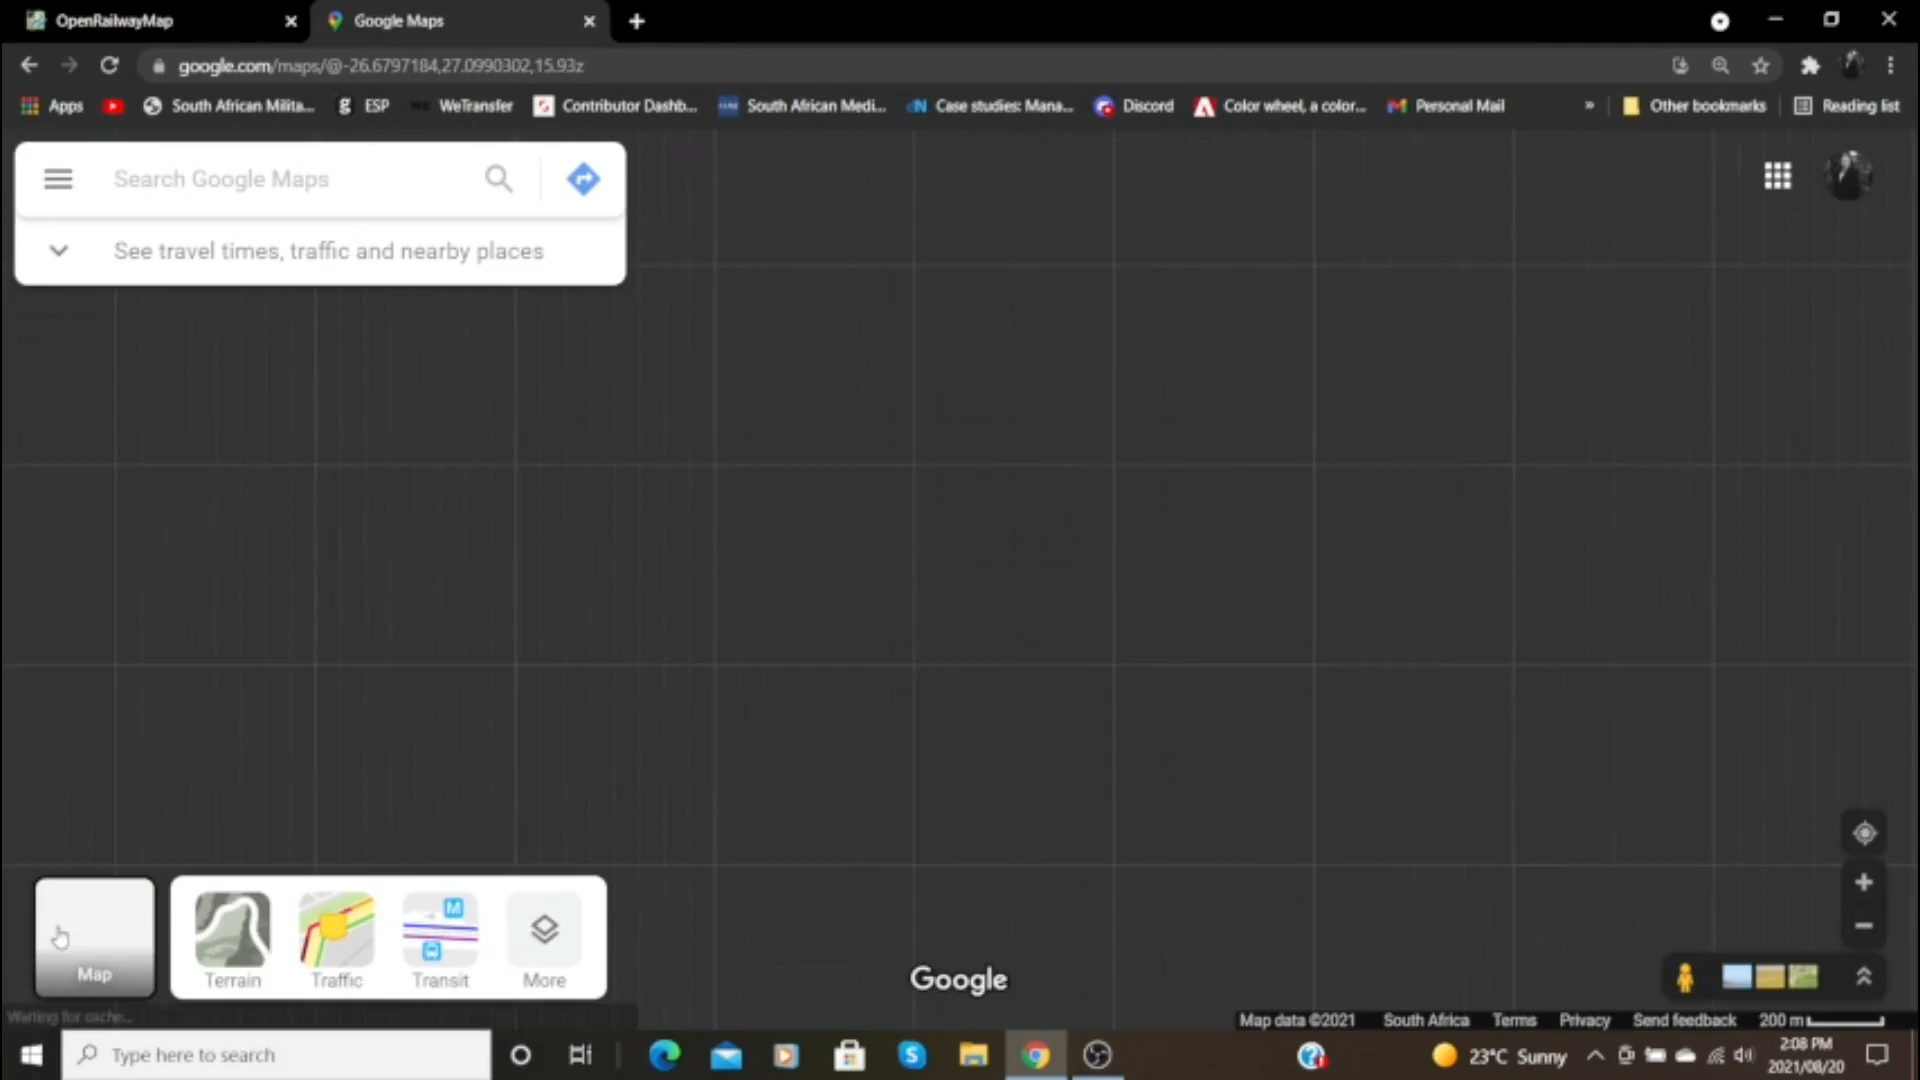 OpenRailwayMap
Google Maps
google.com/maps/@-26.6797184,27.0990302,15.93z
Apps
South African Milita...
ESP
WeTransfer
Contributor Dashb...
South African Medi...
Case studies: Mana...
Discord
Color wheel, a color...
Personal Mail
»
Other bookmarks
Reading list
Search Google Maps
See travel times, traffic and nearby places
Map
Terrain
Traffic
M
Transit
More
Google
Waiting for cache...
Map data ©2021
South Africa
Terms
Privacy
Send feedback
200 m
Type here to search
23°C Sunny
2:08 PM
2021/08/20